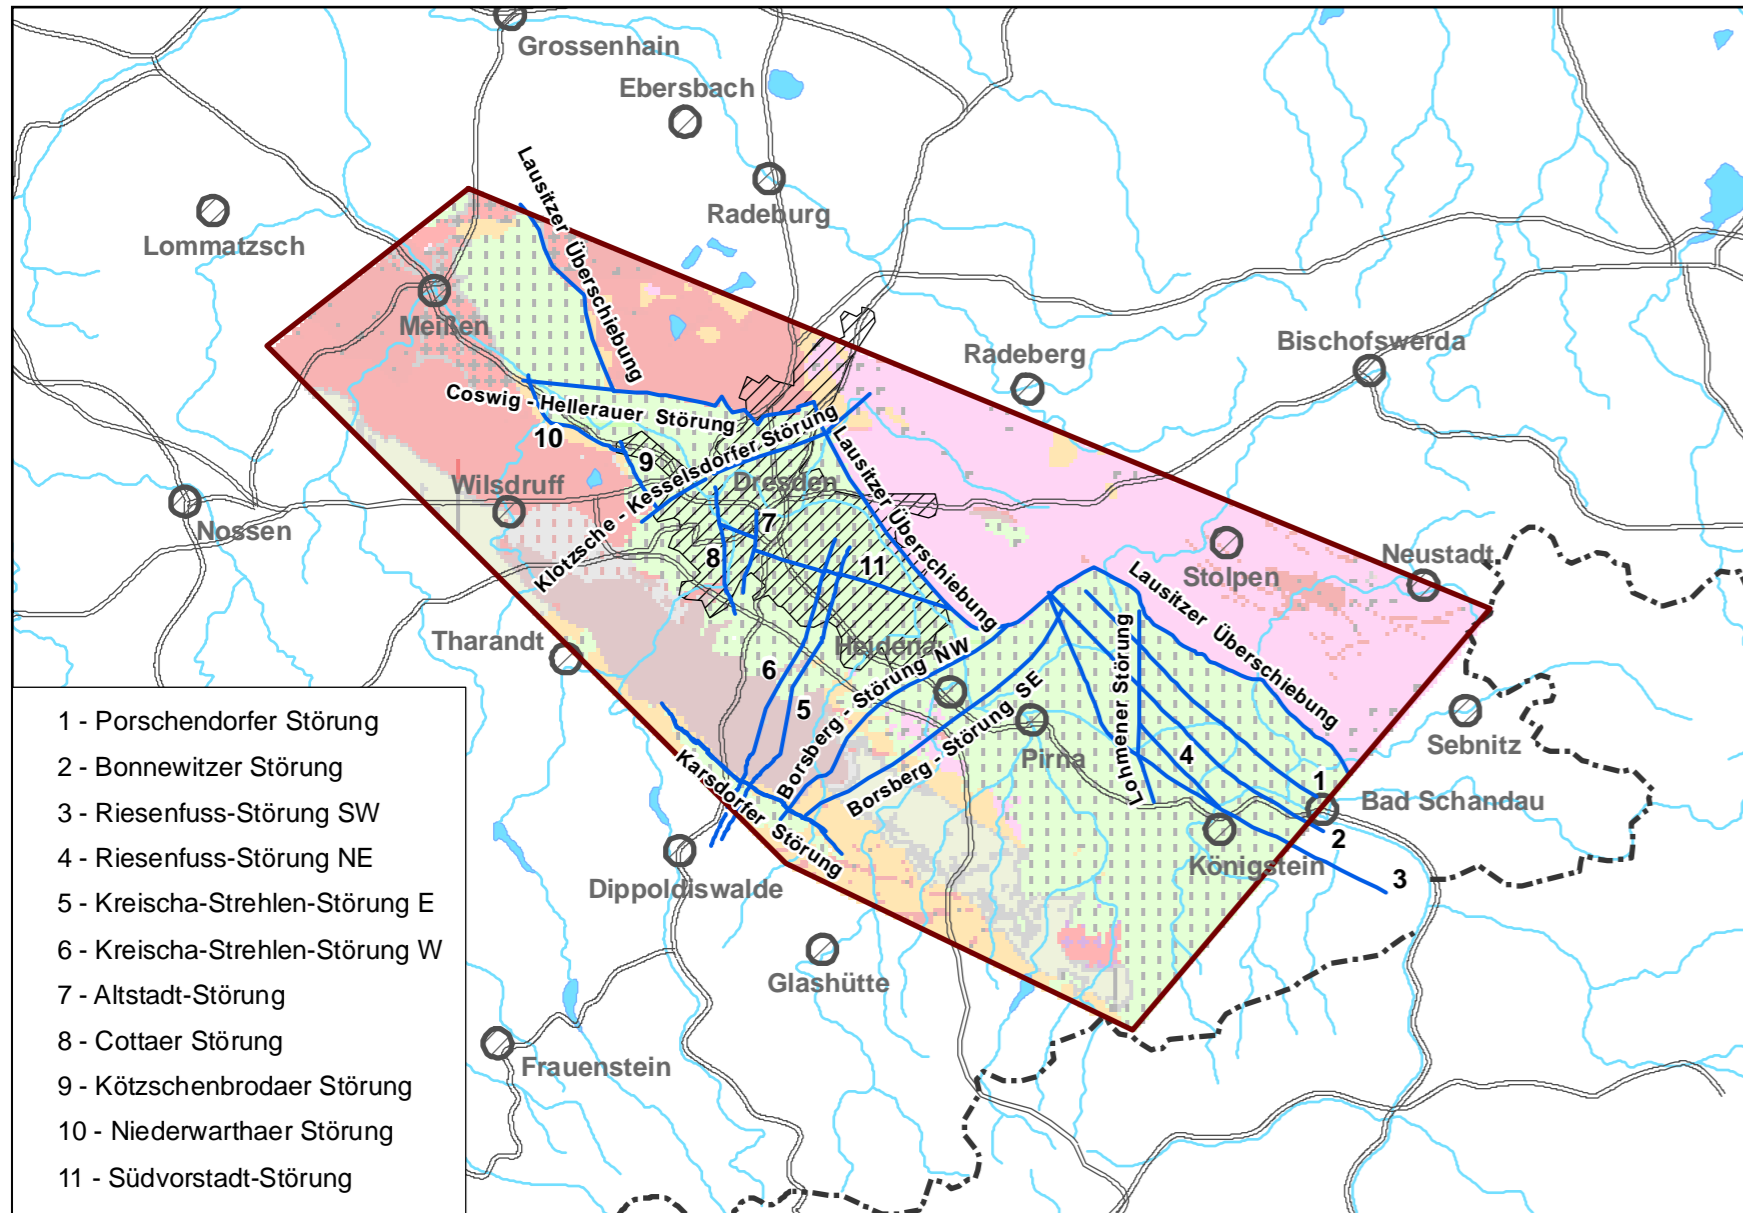 Grossenhain
Ebersbach
Radeburg
Lommatzsch
Lausitzer Überschiebung
Meißen
Radeberg
Bischofswerda
Coswig - Hellerauer Störung
10
9
Klotzsche - Kesselsdorfer Störung
Lausitzer Überschiebung
Wilsdruff
Dresden
Nossen
7
8
11
Stolpen
Neustadt
Lausitzer Überschiebung
Tharandt
Heidenau
6
5
Borsberg - Störung NW
Borsberg - Störung SE
Lohmener Störung
Pirna
4
Sebnitz
Karsdorfer Störung
1
Bad Schandau
2
Königstein
3
Dippoldiswalde
Glashütte
Frauenstein
1 - Porschendorfer Störung
2 - Bonnewitzer Störung
3 - Riesenfuss-Störung SW
4 - Riesenfuss-Störung NE
5 - Kreischa-Strehlen-Störung E
6 - Kreischa-Strehlen-Störung W
7 - Altstadt-Störung
8 - Cottaer Störung
9 - Kötzschenbrodaer Störung
10 - Niederwarthaer Störung
11 - Südvorstadt-Störung